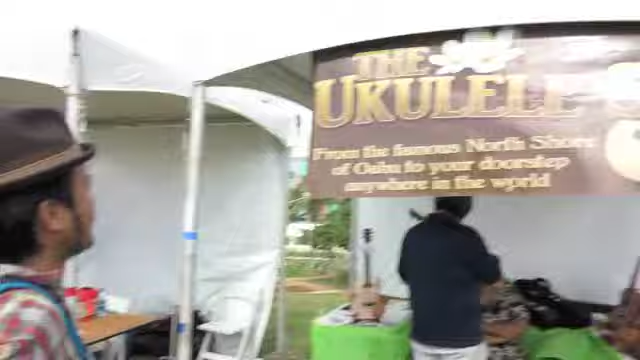 THE
UKULELE
From the famous North Shore
of Oahu to your doorstep
anywhere in the world